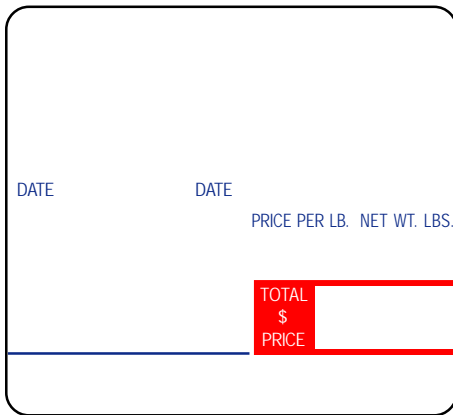 DATE DATE
PRICE PER LB. NET WT. LBS.
TOTAL
$
PRICE